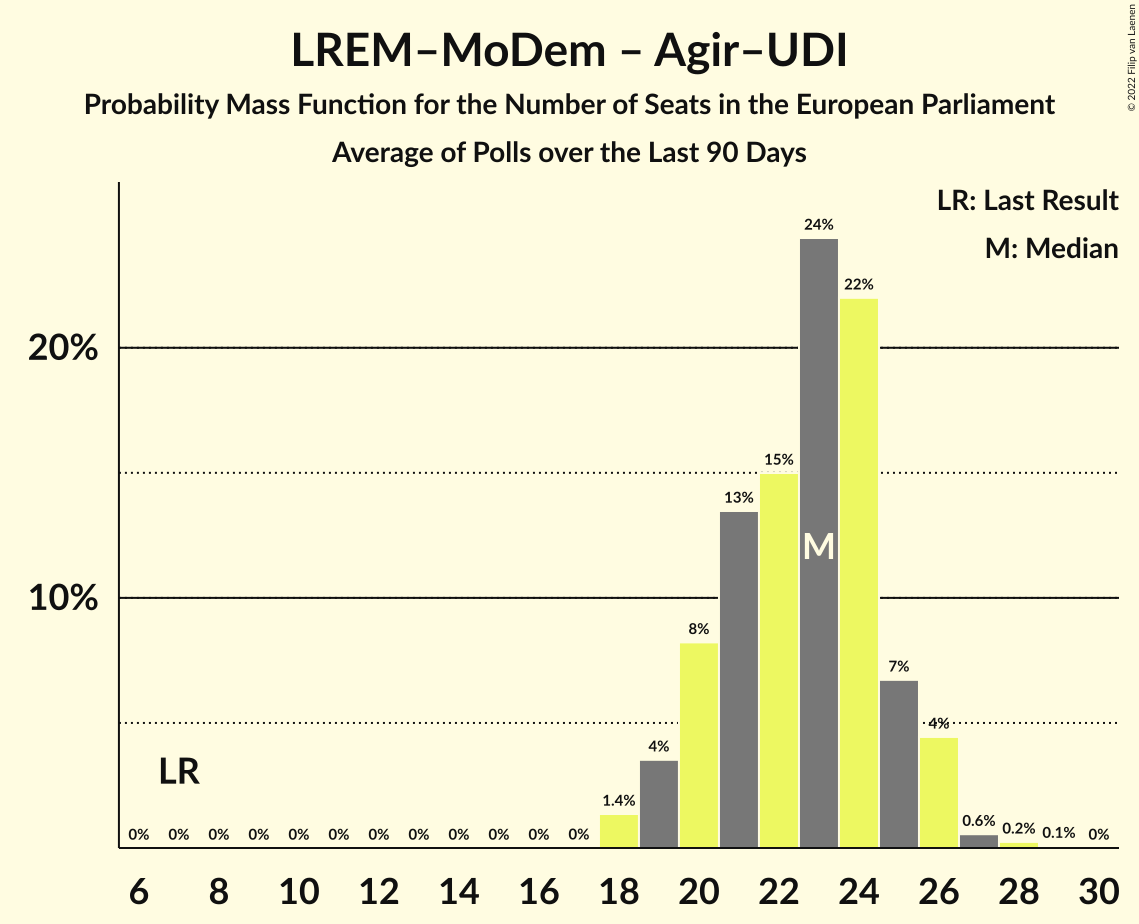 LREM–MoDem – Agir–UDI
Probability Mass Function for the Number of Seats in the European Parliament
Average of Polls over the Last 90 Days
© 2022 Filip van Laenen
LR: Last Result
M: Median
24%
22%
20%
15%
13%
M
10%
8%
7%
4%
4%
LR
1.4%
0% 0% 0% 0% 0% 0% 0% 0% 0% 0% 0% 0% 0.6% 0.2% 0.1% 0%
6 8 10 12 14 16 18 20 22 24 26 28 30